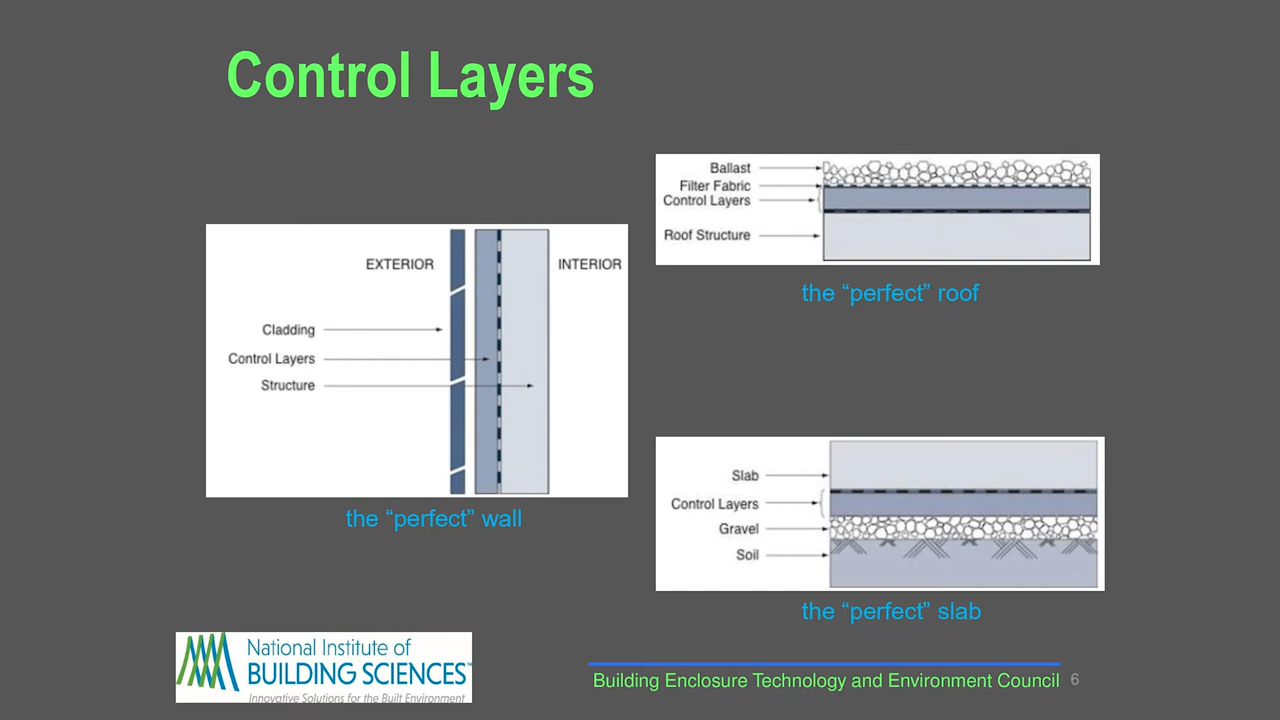 Control Layers
EXTERIOR
INTERIOR
Cladding
Control Layers
Structure
the “perfect” wall
Ballast
Filter Fabric
Control Layers
Roof Structure
the “perfect” roof
Slab
Control Layers
Gravel
Soil
the “perfect” slab
National Institute of
BUILDING SCIENCES™
Innovative Solutions for the Built Environment
Building Enclosure Technology and Environment Council 6